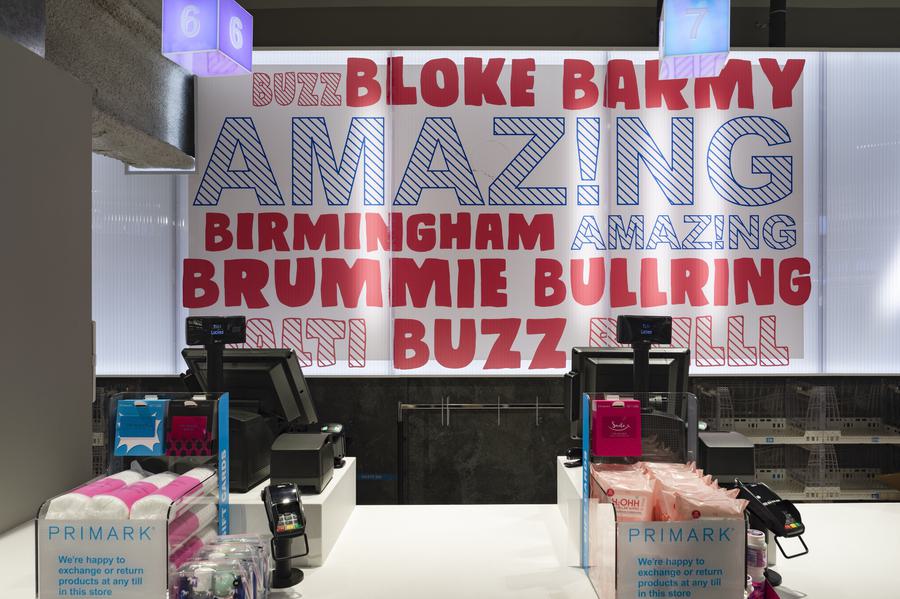 6 6
7
BUZZ BLOKE BARMY
AMAZ!NG
BIRMINGHAM AMAZ!NG
BRUMMIE BULLRING
BUZZ
PRIMARK
We're happy to
exchange or return
products at any till
in this store
H2OHH
PRIMARK
We're happy to
exchange or return
products at any till
in this store